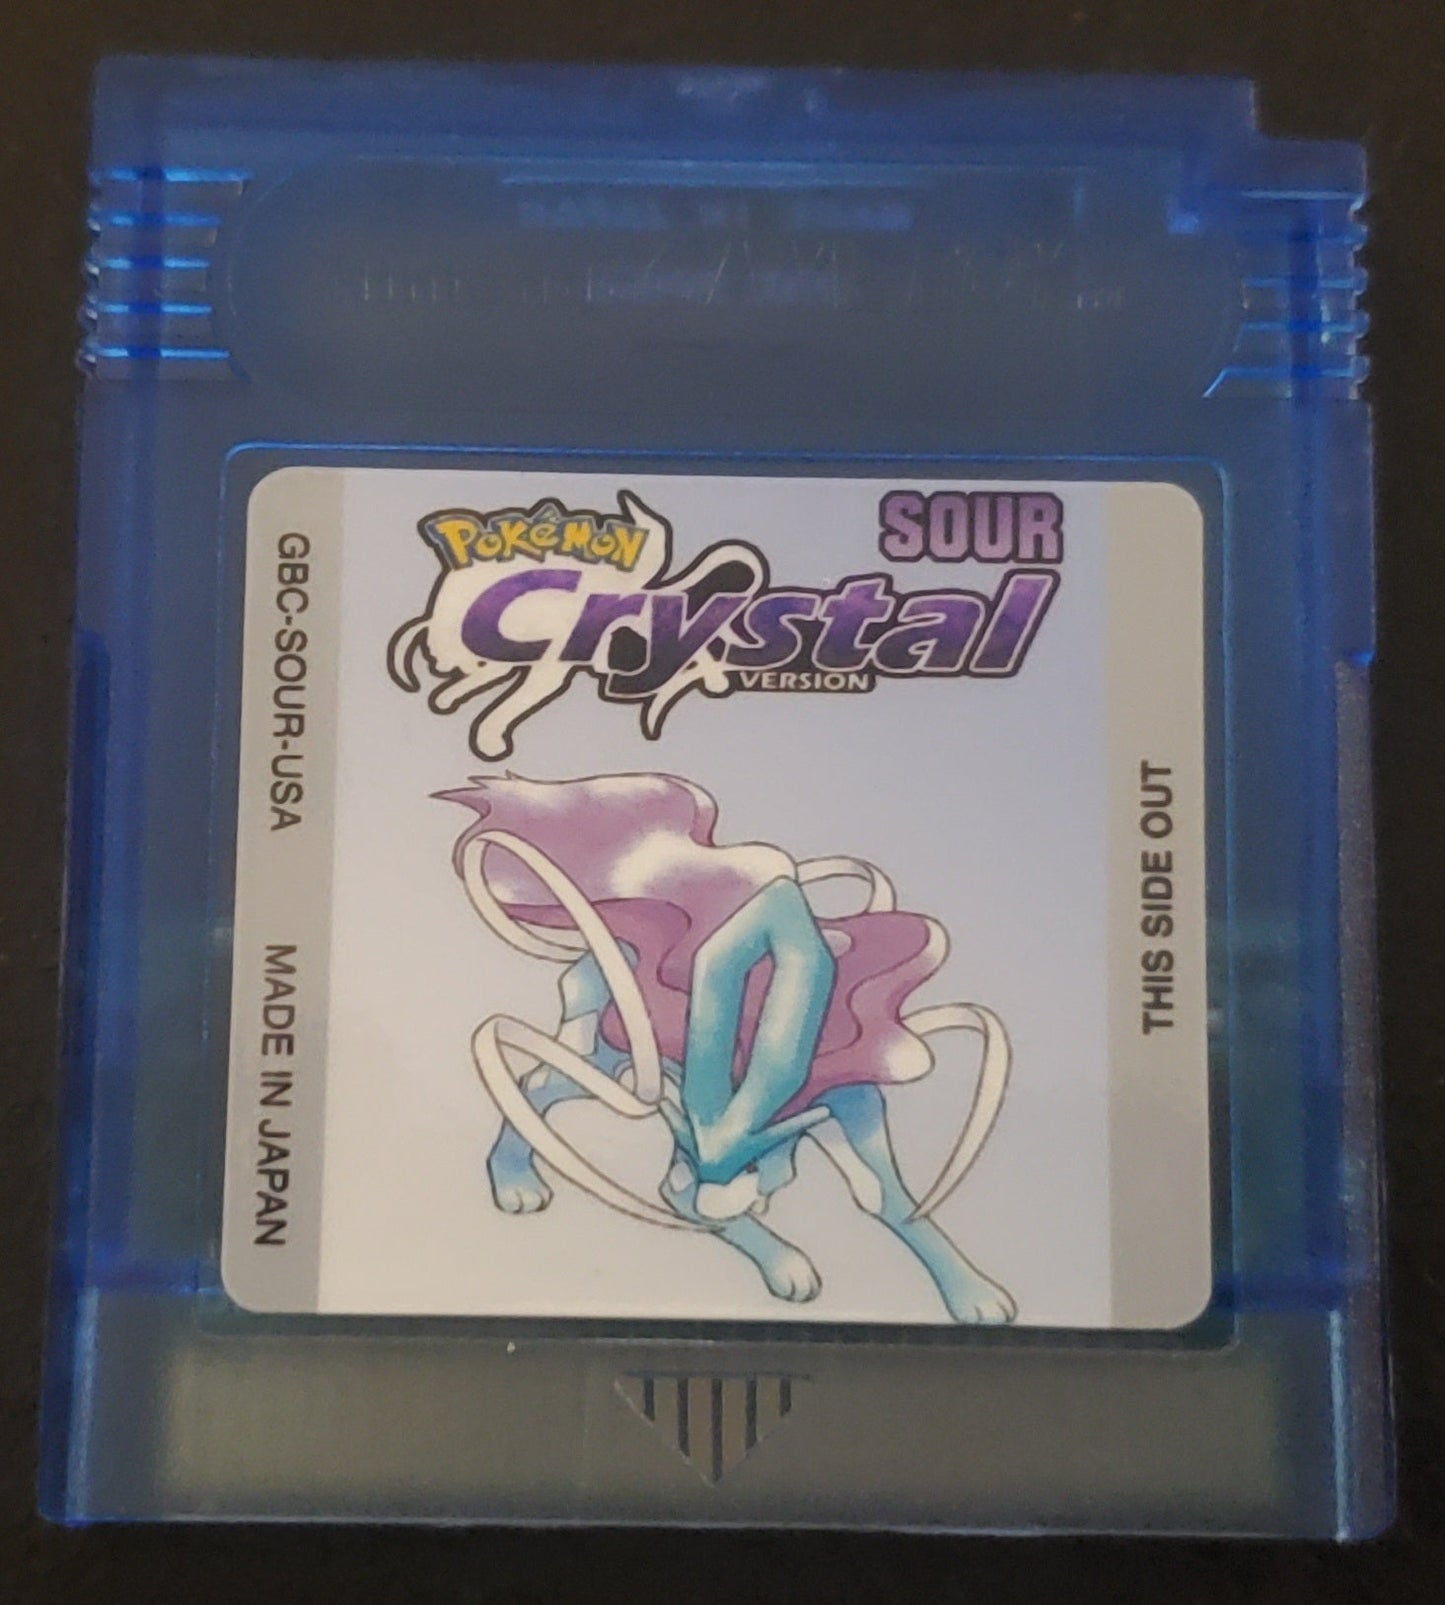 POKéMON
SOUR
Crystal
VERSION
GBC-SOUR-USA
MADE IN JAPAN
THIS SIDE OUT